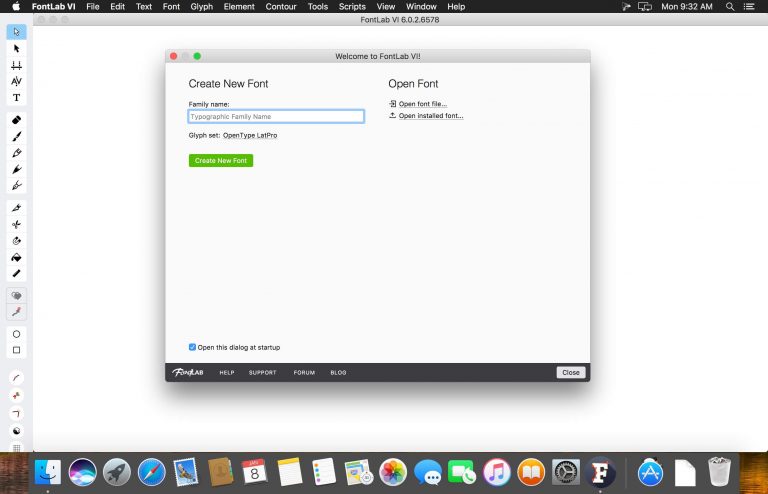 FontLab VI File Edit Text Font Glyph Element Contour Tools Scripts View Window Help Mon 9:32 AM
FontLab VI 6.0.2.6578
Welcome to FontLab VI!
Create New Font
Open Font
Family name:
Open font file...
Typographic Family Name
Open installed font...
Glyph set: OpenType LatPro
Create New Font
Open this dialog at startup
FontLAB HELP SUPPORT FORUM BLOG Close
JAN
8